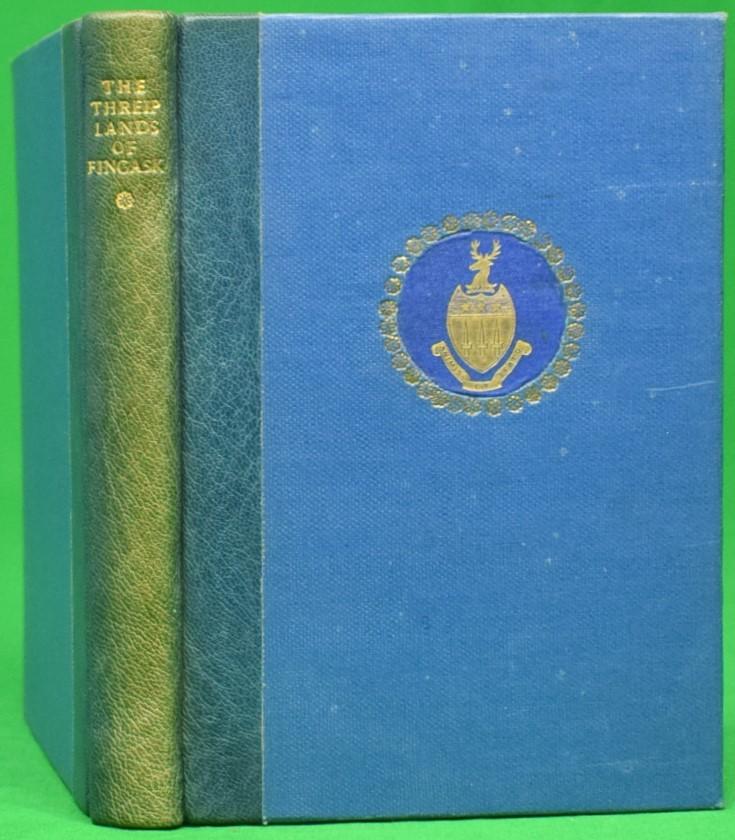 THE
THREIP
LANDS
OF
FINGASK